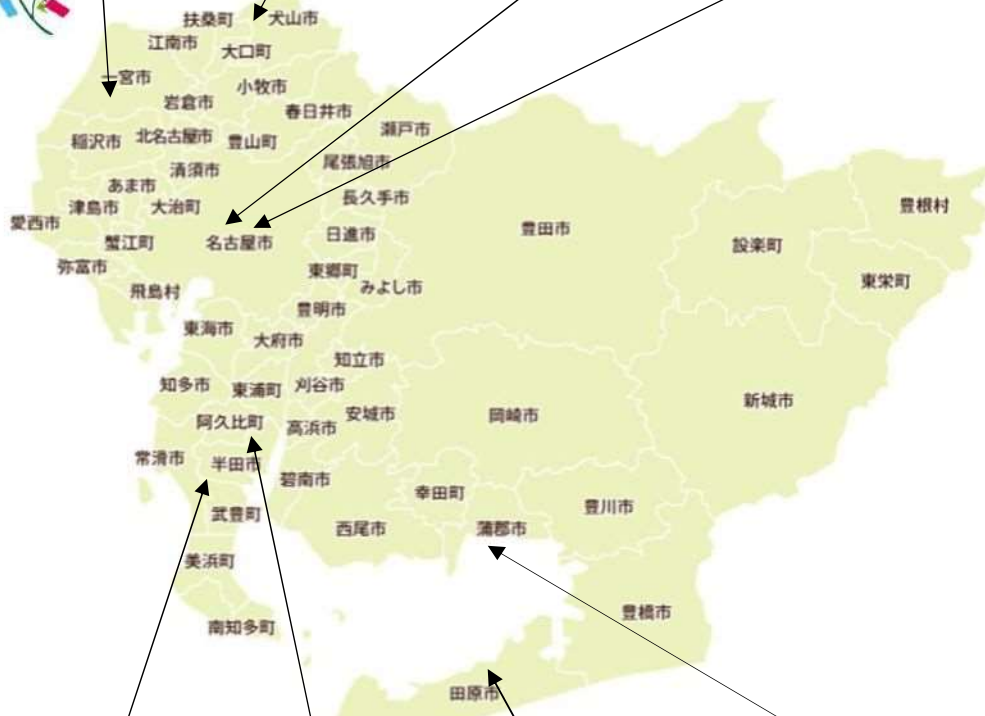 扶桑町
犬山市
江南市
大口町
一宮市
小牧市
岩倉市
春日井市
瀬戸市
稲沢市
北名古屋市
豊山町
尾張旭市
清須市
あま市
長久手市
津島市
大治町
愛西市
豊根村
日進市
豊田市
蟹江町
名古屋市
設楽町
弥富市
東郷町
みよし市
東栄町
飛島村
豊明市
東海市
大府市
知立市
知多市
東浦町
刈谷市
新城市
阿久比町
高浜市
安城市
岡崎市
常滑市
半田市
碧南市
幸田町
豊川市
武豊町
西尾市
蒲郡市
美浜町
豊橋市
南知多町
田原市